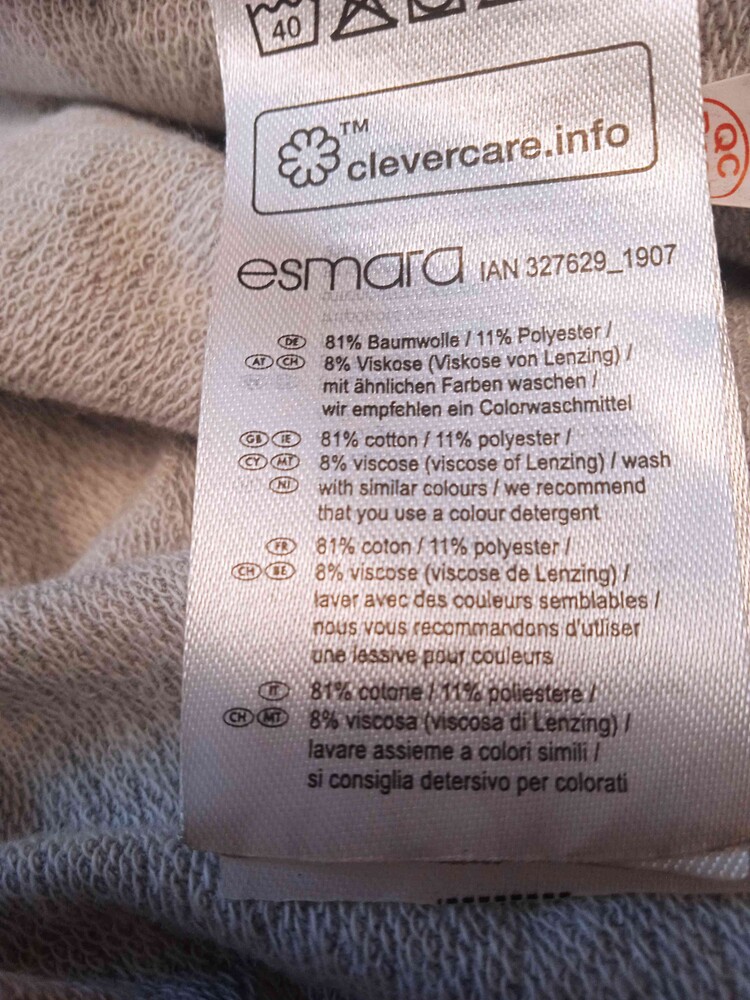 40
TM
clevercare.info
QC
esmara IAN 327629_1907
DE 81% Baumwolle / 11% Polyester /
AT CH 8% Viskose (Viskose von Lenzing) /
mit ähnlichen Farben waschen /
wir empfehlen ein Colorwaschmittel
GB IE 81% cotton / 11% polyester /
CY MT 8% viscose (viscose of Lenzing) / wash
NI with similar colours / we recommend
that you use a colour detergent
FR 81% coton / 11% polyester /
CH BE 8% viscose (viscose de Lenzing) /
laver avec des couleurs semblables /
nous vous recommandons d'utliser
une lessive pour couleurs
IT 81% cotone / 11% poliestere /
CH MT 8% viscosa (viscosa di Lenzing) /
lavare assieme a colori simili /
si consiglia detersivo per colorati